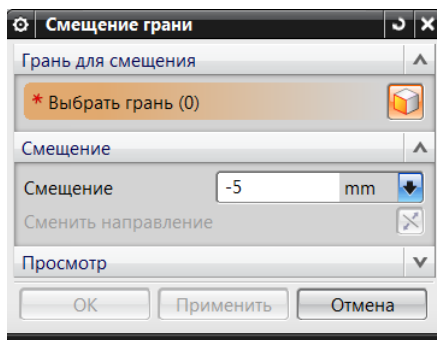 Смещение грани
Грань для смещения
* Выбрать грань (0)
Смещение
Смещение -5 mm
Сменить направление
Просмотр
OK Применить Отмена